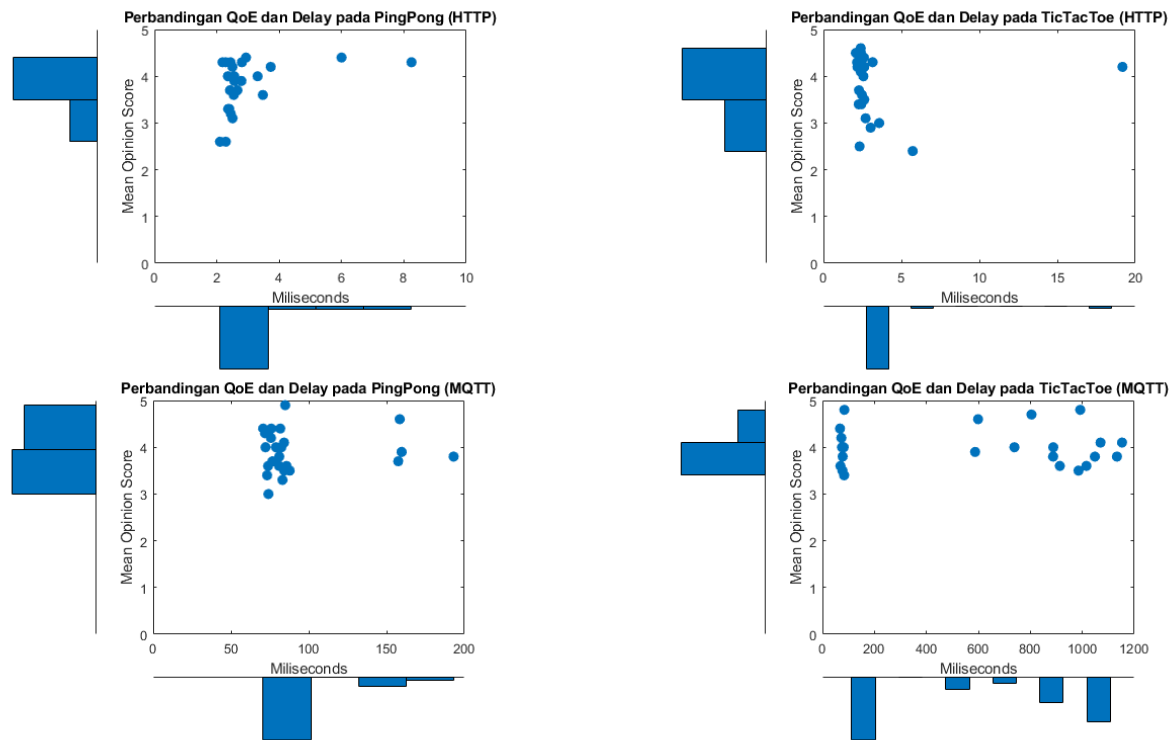 Perbandingan QoE dan Delay pada PingPong (HTTP)
5
4
3
2
1
0
Mean Opinion Score
0 2 4 6 8 10
Miliseconds
Perbandingan QoE dan Delay pada TicTacToe (HTTP)
5
4
3
2
1
0
Mean Opinion Score
0 5 10 15 20
Miliseconds
Perbandingan QoE dan Delay pada PingPong (MQTT)
5
4
3
2
1
0
Mean Opinion Score
0 50 100 150 200
Miliseconds
Perbandingan QoE dan Delay pada TicTacToe (MQTT)
5
4
3
2
1
0
Mean Opinion Score
0 200 400 600 800 1000 1200
Miliseconds